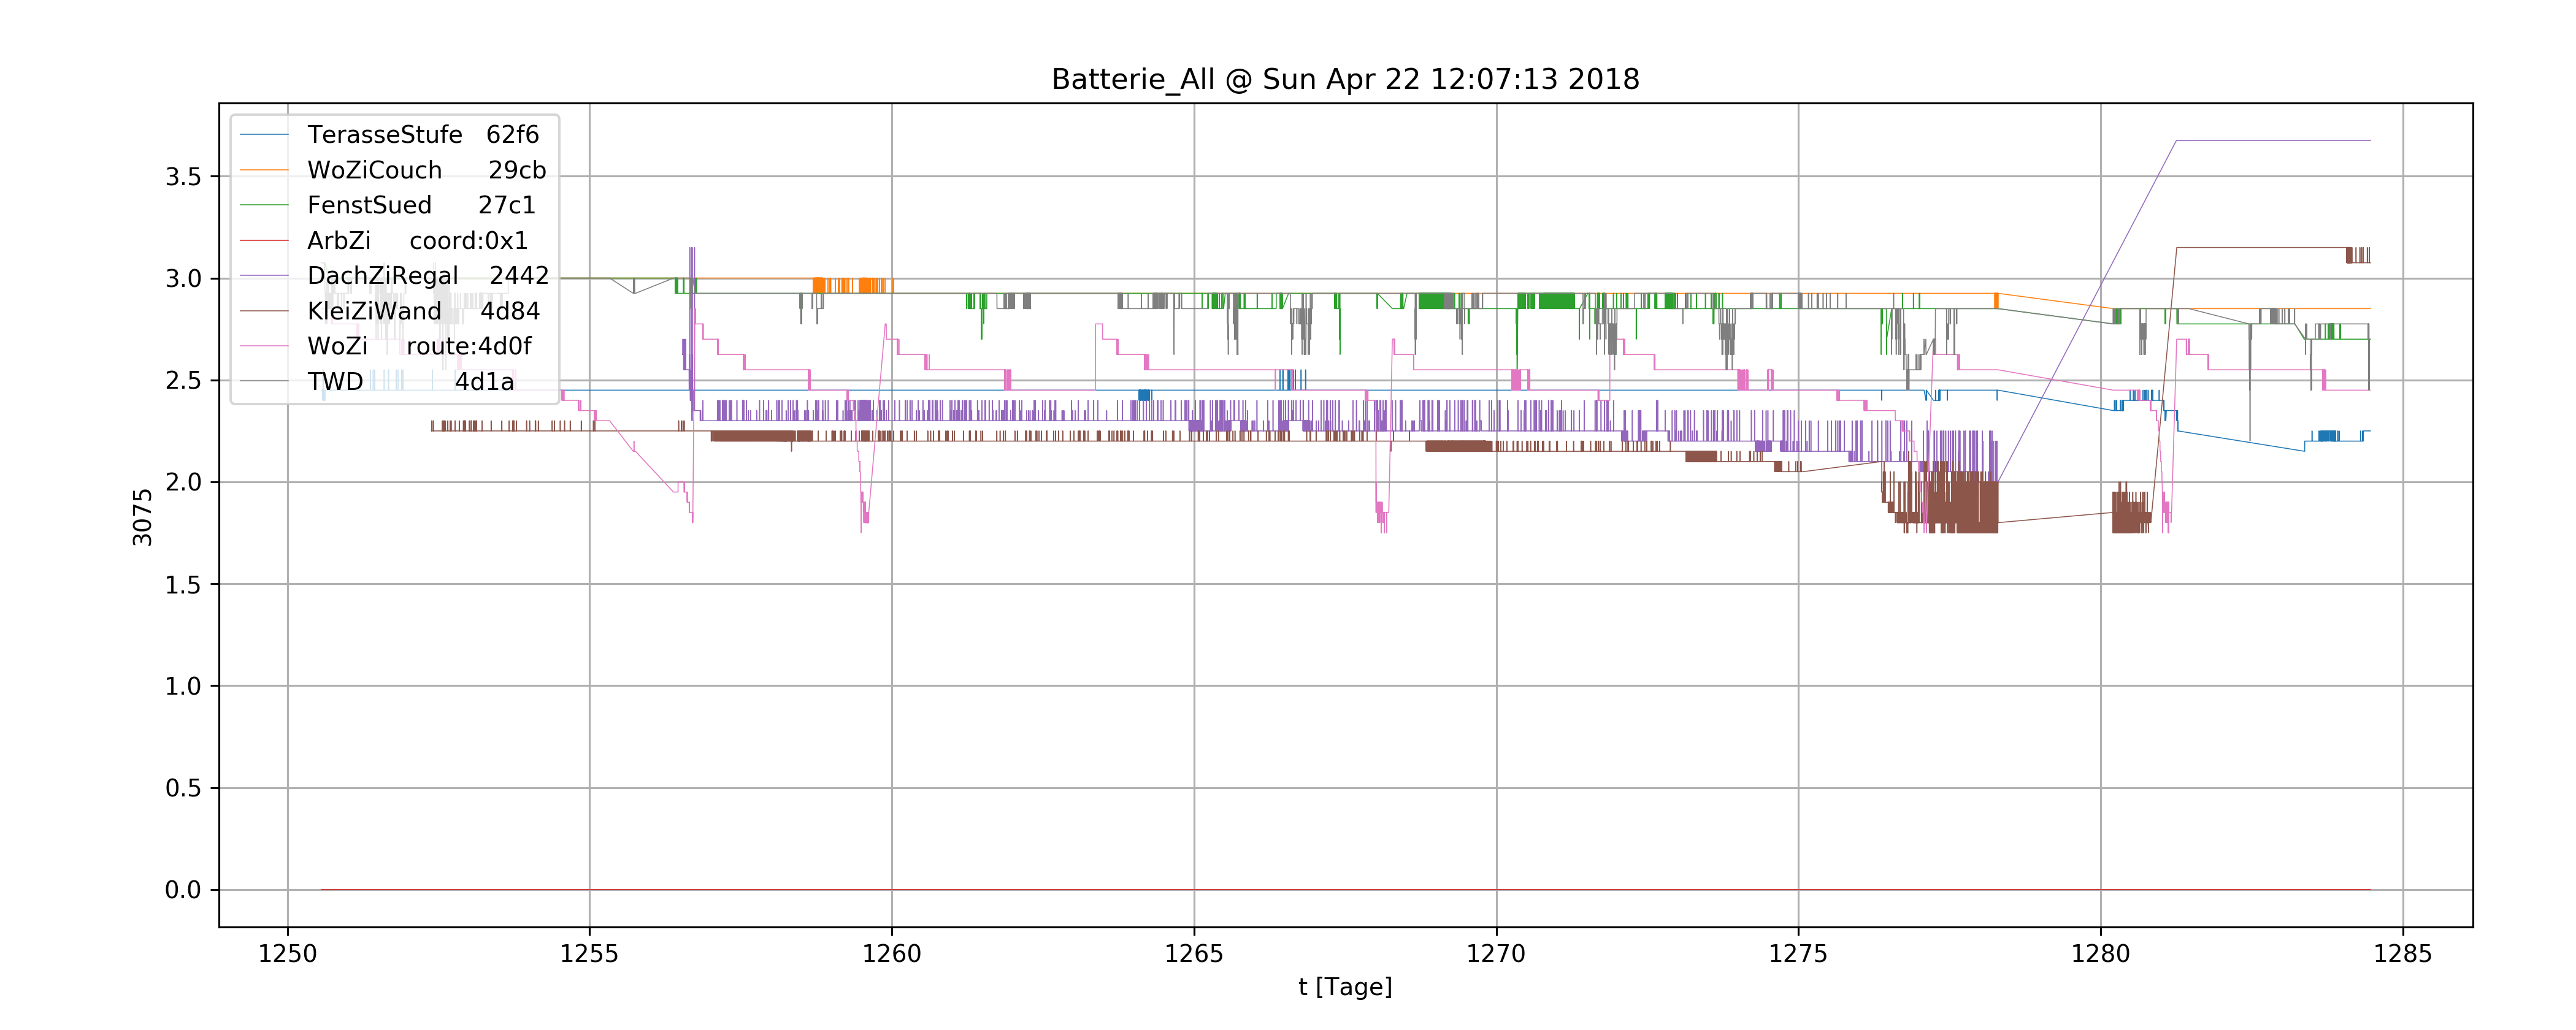 Batterie_All @ Sun Apr 22 12:07:13 2018
TerasseStufe 62f6
WoZiCouch 29cb
FenstSued 27c1
ArbZi coord:0x1
DachZiRegal 2442
KleiZiWand 4d84
WoZi route:4d0f
TWD 4d1a
3.5
3.0
2.5
2.0
1.5
1.0
0.5
0.0
3075
1250 1255 1260 1265 1270 1275 1280 1285
t [Tage]